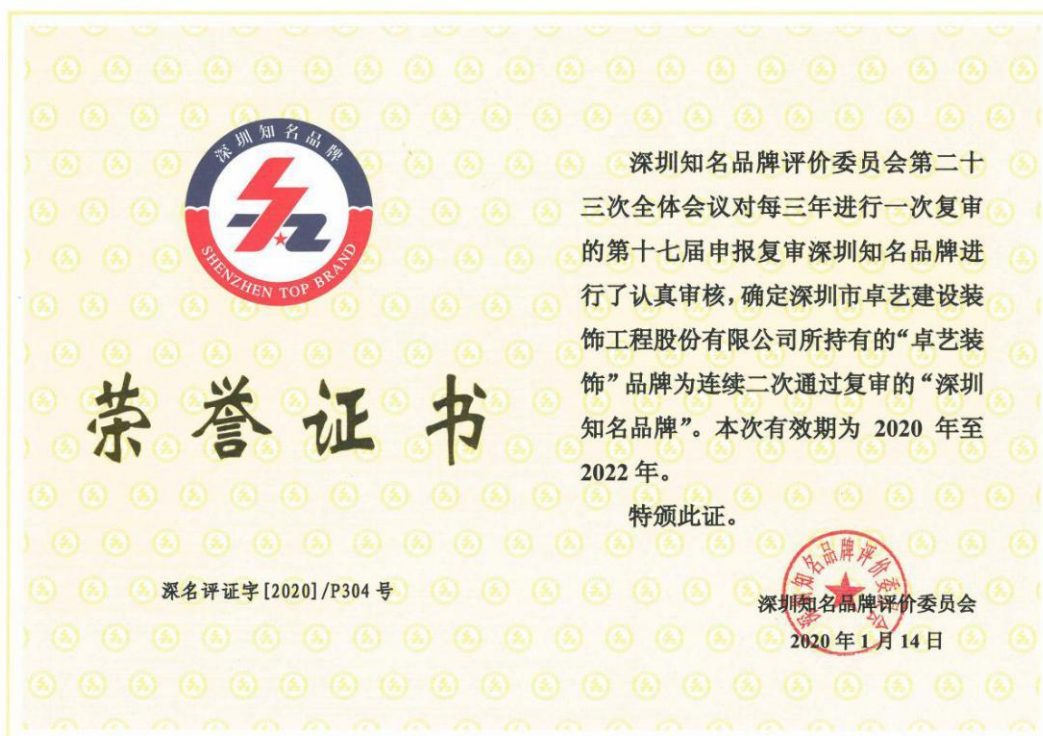 深圳知名品牌
SHENZHEN TOP BRAND
荣誉证书
深名评证字[2020]/P304号
深圳知名品牌评价委员会第二十
三次全体会议对每三年进行一次复审
的第十七届申报复审深圳知名品牌进
行了认真审核，确定深圳市卓艺建设装
饰工程股份有限公司所持有的“卓艺装
饰”品牌为连续二次通过复审的“深圳
知名品牌”。本次有效期为 2020 年至
2022 年。
特颁此证。
深圳知名品牌评价委员会
深圳知名品牌评价委员会
2020 年 1 月 14 日